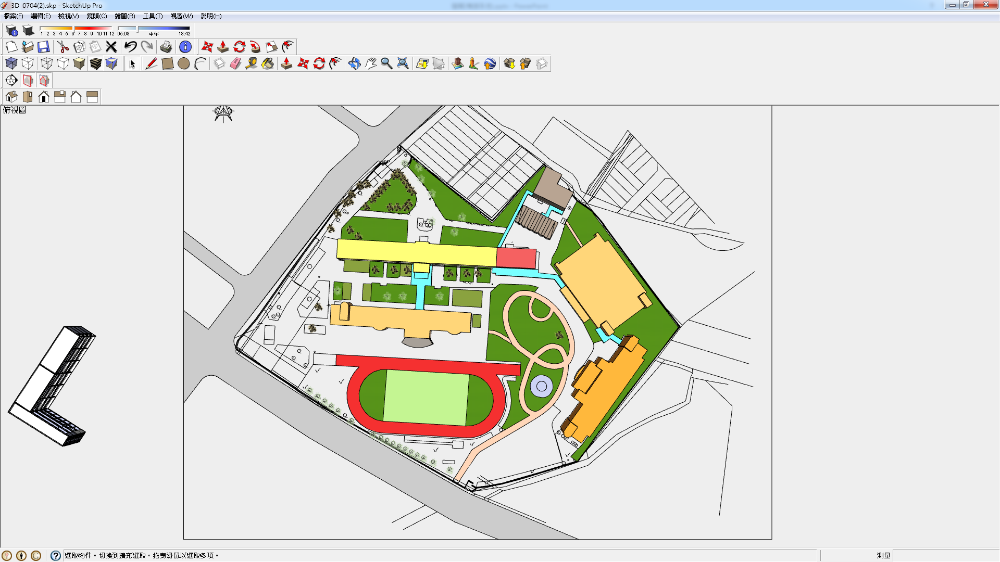 3D_0704(2).skp - SketchUp Pro
檔案(F) 編輯(E) 檢視(V) 鏡頭(C) 繪圖(R) 工具(T) 視窗(W) 說明(H)
1 2 3 4 5 6 7 8 9 10 11 12 05:08 中午 18:42
俯視圖
選取物件。切換到擴充選取。拖曳滑鼠以選取多項。
測量